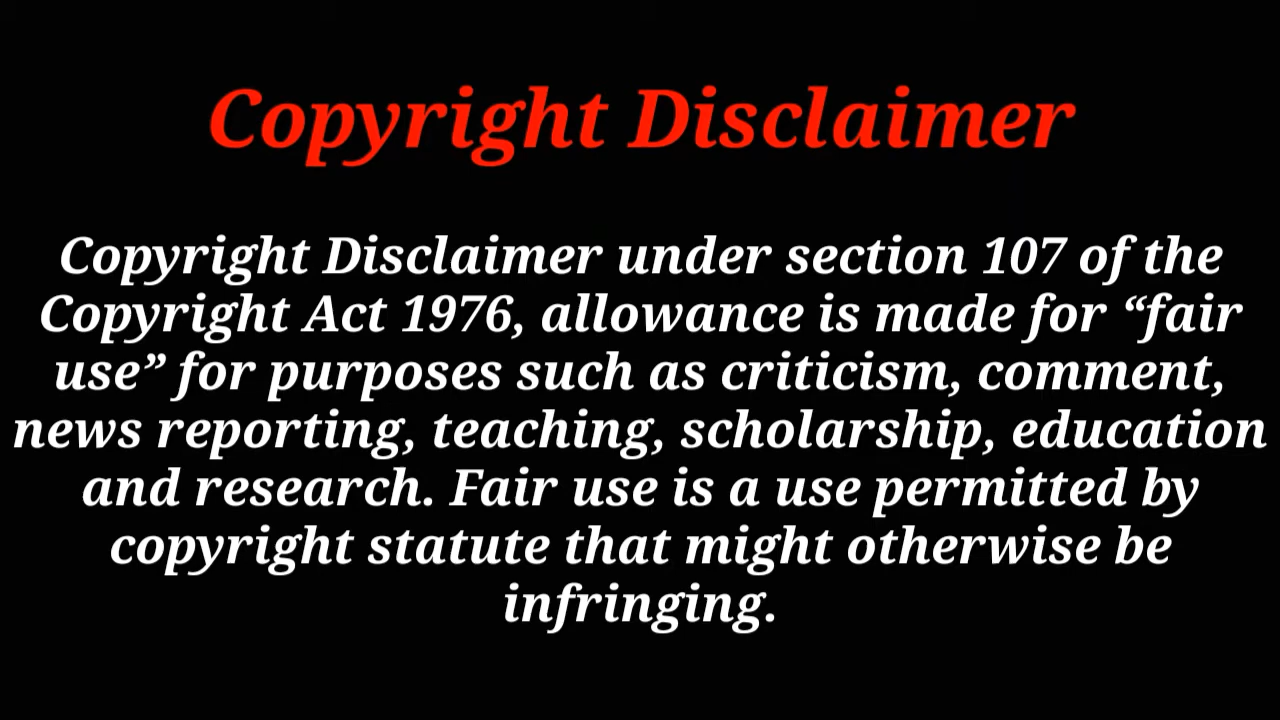 Copyright Disclaimer
Copyright Disclaimer under section 107 of the
Copyright Act 1976, allowance is made for “fair
use” for purposes such as criticism, comment,
news reporting, teaching, scholarship, education
and research. Fair use is a use permitted by
copyright statute that might otherwise be
infringing.